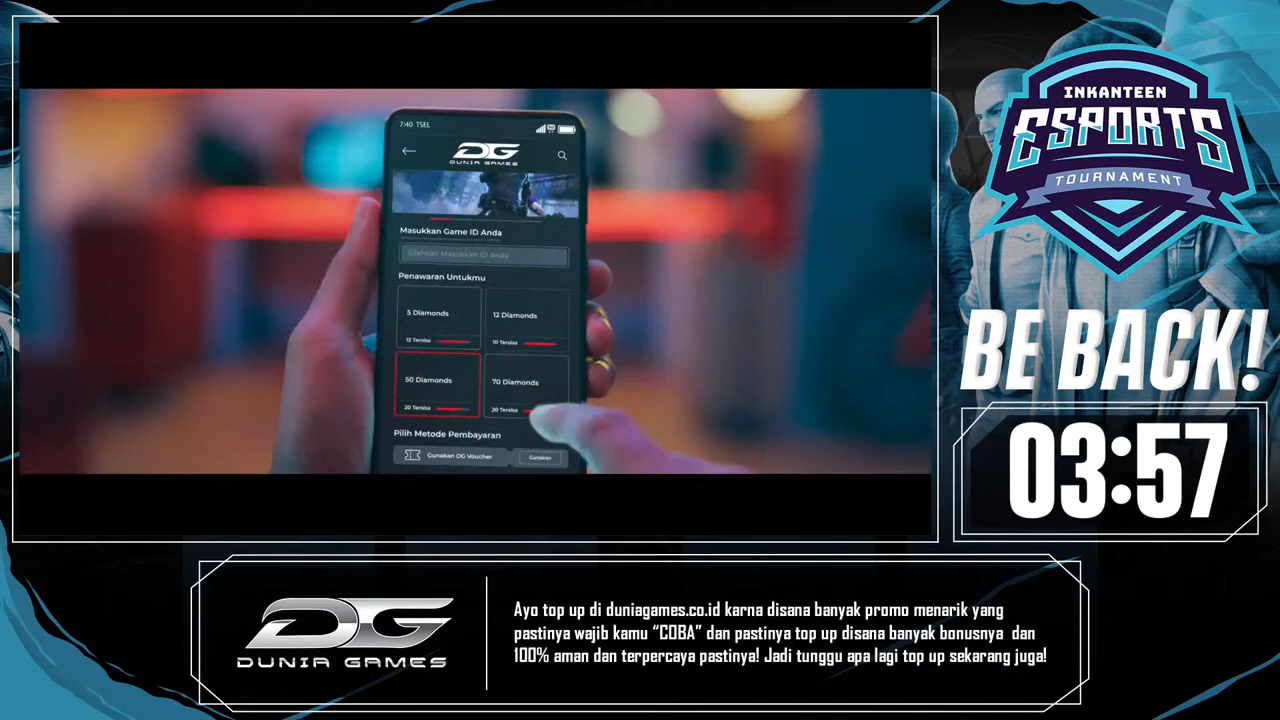 7:40 TSEL
DG
DUNIA GAMES
Masukkan Game ID Anda
Silahkan Masukkan ID Anda
Penawaran Untukmu
5 Diamonds
12 Tersisa
12 Diamonds
10 Tersisa
50 Diamonds
20 Tersisa
70 Diamonds
20 Tersisa
Pilih Metode Pembayaran
Gunakan DG Voucher
Gunakan
INKANTEEN
ESPORTS
TOURNAMENT
BE BACK!
03:57
DG
DUNIA GAMES
Ayo top up di duniagames.co.id karna disana banyak promo menarik yang
pastinya wajib kamu “COBA” dan pastinya top up disana banyak bonusnya dan
100% aman dan terpercaya pastinya! Jadi tunggu apa lagi top up sekarang juga!